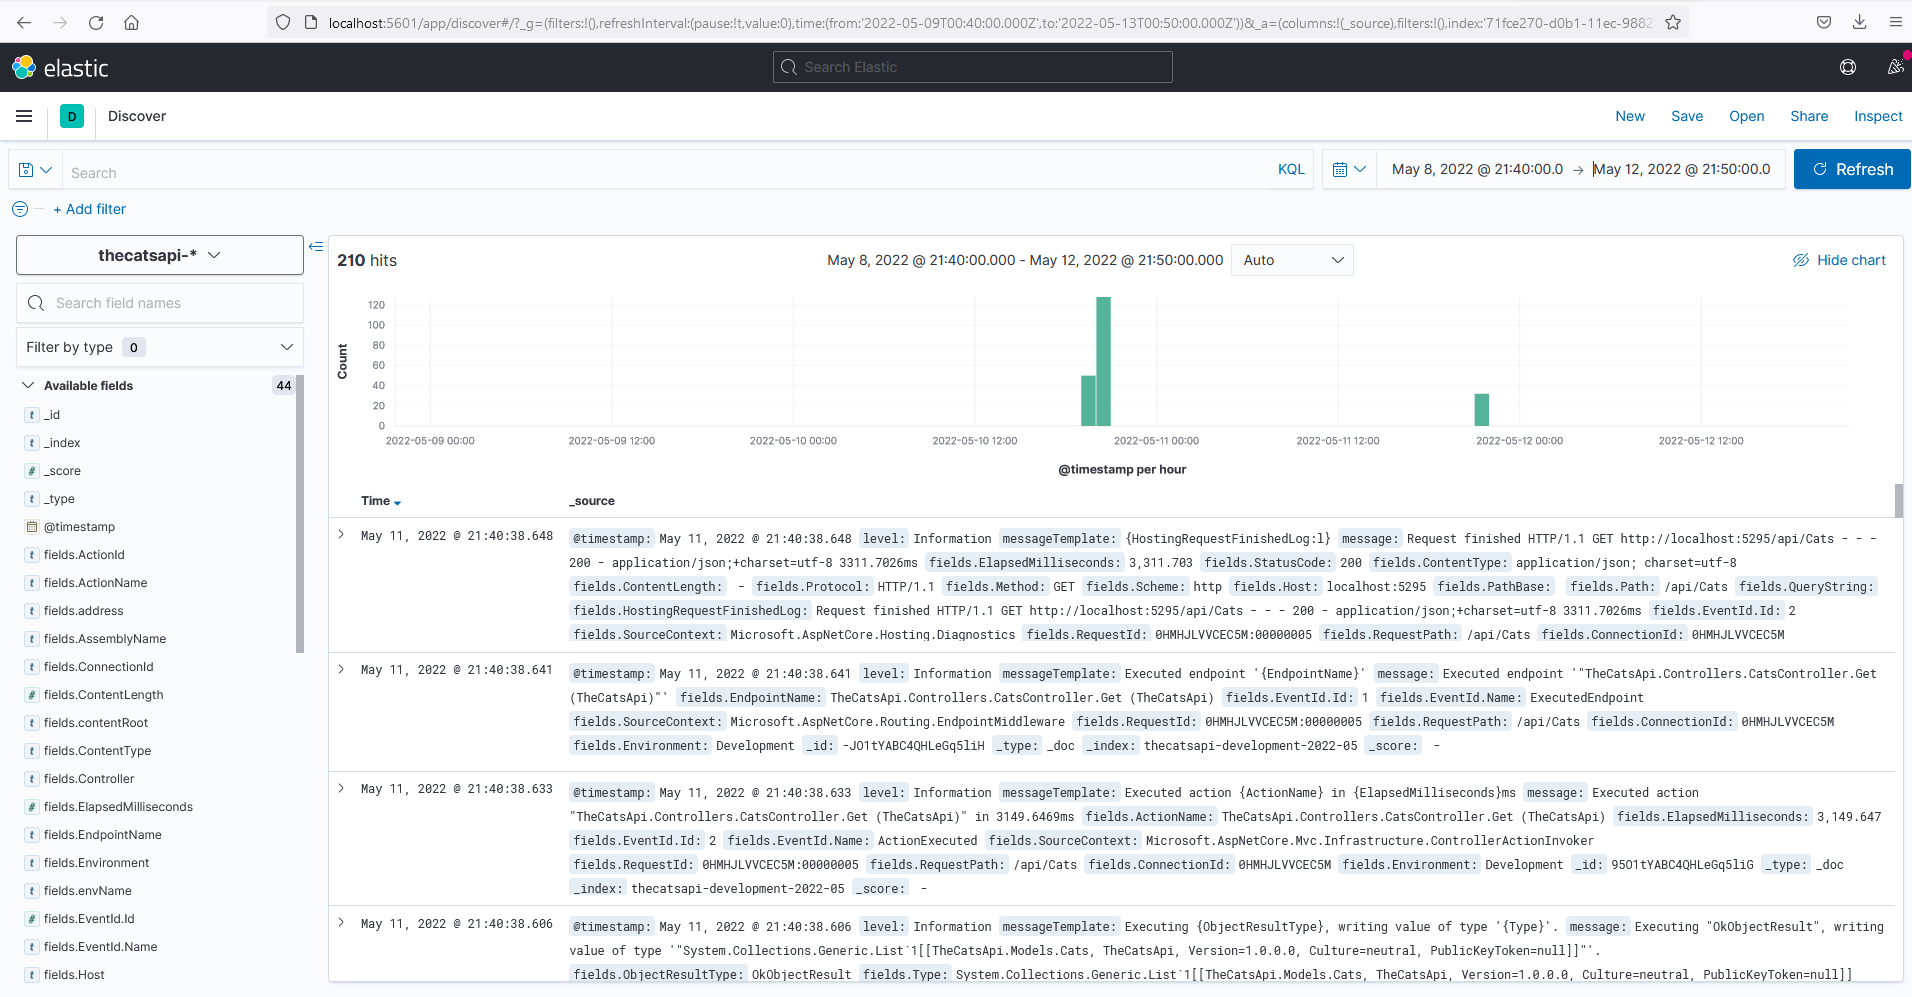 localhost:5601/app/discover#/?_g=(filters:!(),refreshInterval:(pause:!t,value:0),time:(from:'2022-05-09T00:40:00.000Z',to:'2022-05-13T00:50:00.000Z'))&_a=(columns:!(_source),filters:!(),index:'71fce270-d0b1-11ec-988
elastic
Search Elastic
D Discover
New Save Open Share Inspect
Search
KQL
May 8, 2022 @ 21:40:00.0 → May 12, 2022 @ 21:50:00.0
Refresh
+ Add filter
thecatsapi-*
Search field names
Filter by type 0
Available fields 44
t _id
t _index
# _score
t _type
@timestamp
t fields.ActionId
t fields.ActionName
t fields.address
t fields.AssemblyName
t fields.ConnectionId
# fields.ContentLength
t fields.contentRoot
t fields.ContentType
t fields.Controller
# fields.ElapsedMilliseconds
t fields.EndpointName
t fields.Environment
t fields.envName
# fields.EventId.Id
t fields.EventId.Name
t fields.Host
210 hits
May 8, 2022 @ 21:40:00.000 - May 12, 2022 @ 21:50:00.000
Auto
Hide chart
Count
120
100
80
60
40
20
0
2022-05-09 00:00 2022-05-09 12:00 2022-05-10 00:00 2022-05-10 12:00 2022-05-11 00:00 2022-05-11 12:00 2022-05-12 00:00 2022-05-12 12:00
@timestamp per hour
Time _source
May 11, 2022 @ 21:40:38.648 @timestamp: May 11, 2022 @ 21:40:38.648 level: Information messageTemplate: {HostingRequestFinishedLog:l} message: Request finished HTTP/1.1 GET http://localhost:5295/api/Cats - - -
200 - application/json;+charset=utf-8 3311.7026ms fields.ElapsedMilliseconds: 3,311.703 fields.StatusCode: 200 fields.ContentType: application/json; charset=utf-8
fields.ContentLength: - fields.Protocol: HTTP/1.1 fields.Method: GET fields.Scheme: http fields.Host: localhost:5295 fields.PathBase: fields.Path: /api/Cats fields.QueryString:
fields.HostingRequestFinishedLog: Request finished HTTP/1.1 GET http://localhost:5295/api/Cats - - - 200 - application/json;+charset=utf-8 3311.7026ms fields.EventId.Id: 2
fields.SourceContext: Microsoft.AspNetCore.Hosting.Diagnostics fields.RequestId: 0HMHJLVVCEC5M:00000005 fields.RequestPath: /api/Cats fields.ConnectionId: 0HMHJLVVCEC5M
May 11, 2022 @ 21:40:38.641 @timestamp: May 11, 2022 @ 21:40:38.641 level: Information messageTemplate: Executed endpoint '{EndpointName}' message: Executed endpoint '"TheCatsApi.Controllers.CatsController.Get
(TheCatsApi)"' fields.EndpointName: TheCatsApi.Controllers.CatsController.Get (TheCatsApi) fields.EventId.Id: 1 fields.EventId.Name: ExecutedEndpoint
fields.SourceContext: Microsoft.AspNetCore.Routing.EndpointMiddleware fields.RequestId: 0HMHJLVVCEC5M:00000005 fields.RequestPath: /api/Cats fields.ConnectionId: 0HMHJLVVCEC5M
fields.Environment: Development _id: -JO1tYABC4QHLeGq5liH _type: _doc _index: thecatsapi-development-2022-05 _score: -
May 11, 2022 @ 21:40:38.633 @timestamp: May 11, 2022 @ 21:40:38.633 level: Information messageTemplate: Executed action {ActionName} in {ElapsedMilliseconds}ms message: Executed action
"TheCatsApi.Controllers.CatsController.Get (TheCatsApi)" in 3149.6469ms fields.ActionName: TheCatsApi.Controllers.CatsController.Get (TheCatsApi) fields.ElapsedMilliseconds: 3,149.647
fields.EventId.Id: 2 fields.EventId.Name: ActionExecuted fields.SourceContext: Microsoft.AspNetCore.Mvc.Infrastructure.ControllerActionInvoker
fields.RequestId: 0HMHJLVVCEC5M:00000005 fields.RequestPath: /api/Cats fields.ConnectionId: 0HMHJLVVCEC5M fields.Environment: Development _id: 95O1tYABC4QHLeGq5liG _type: _doc
_index: thecatsapi-development-2022-05 _score: -
May 11, 2022 @ 21:40:38.606 @timestamp: May 11, 2022 @ 21:40:38.606 level: Information messageTemplate: Executing {ObjectResultType}, writing value of type '{Type}'. message: Executing "OkObjectResult", writing
value of type '"System.Collections.Generic.List`1[[TheCatsApi.Models.Cats, TheCatsApi, Version=1.0.0.0, Culture=neutral, PublicKeyToken=null]]"'.
fields.ObjectResultType: OkObjectResult fields.Type: System.Collections.Generic.List`1[[TheCatsApi.Models.Cats, TheCatsApi, Version=1.0.0.0, Culture=neutral, PublicKeyToken=null]]